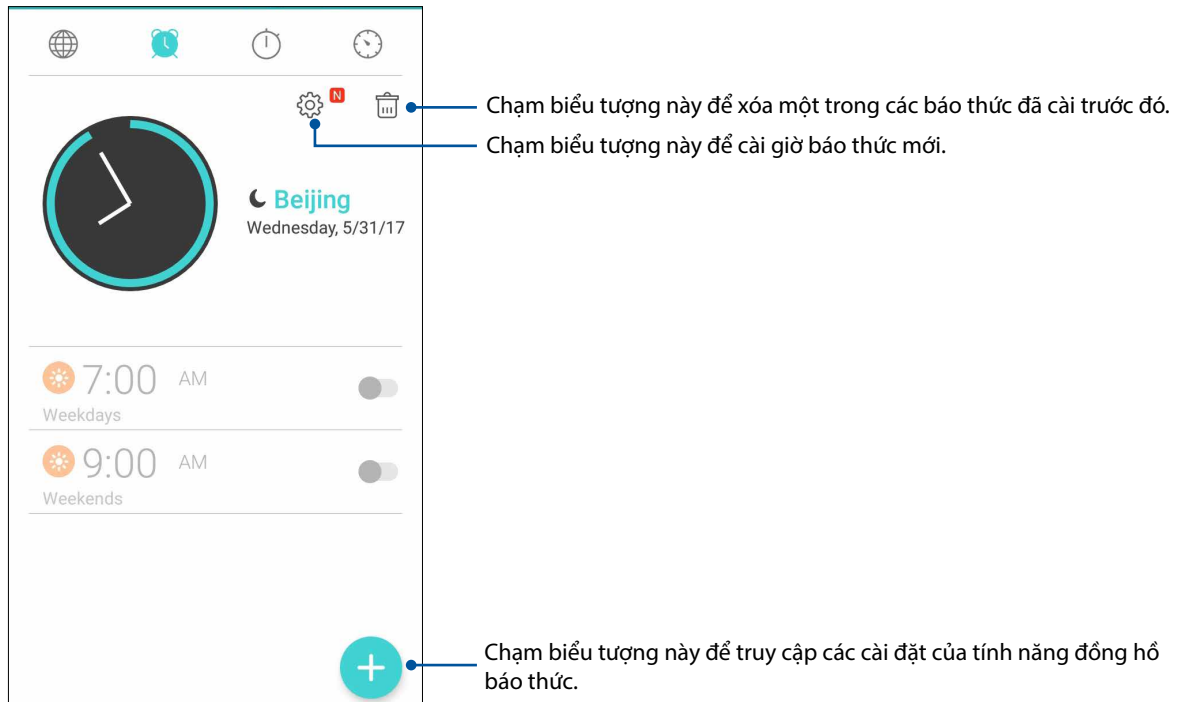 N
Chạm biểu tượng này để xóa một trong các báo thức đã cài trước đó.
Chạm biểu tượng này để cài giờ báo thức mới.
Beijing
Wednesday, 5/31/17
7:00 AM
Weekdays
9:00 AM
Weekends
Chạm biểu tượng này để truy cập các cài đặt của tính năng đồng hồ
báo thức.